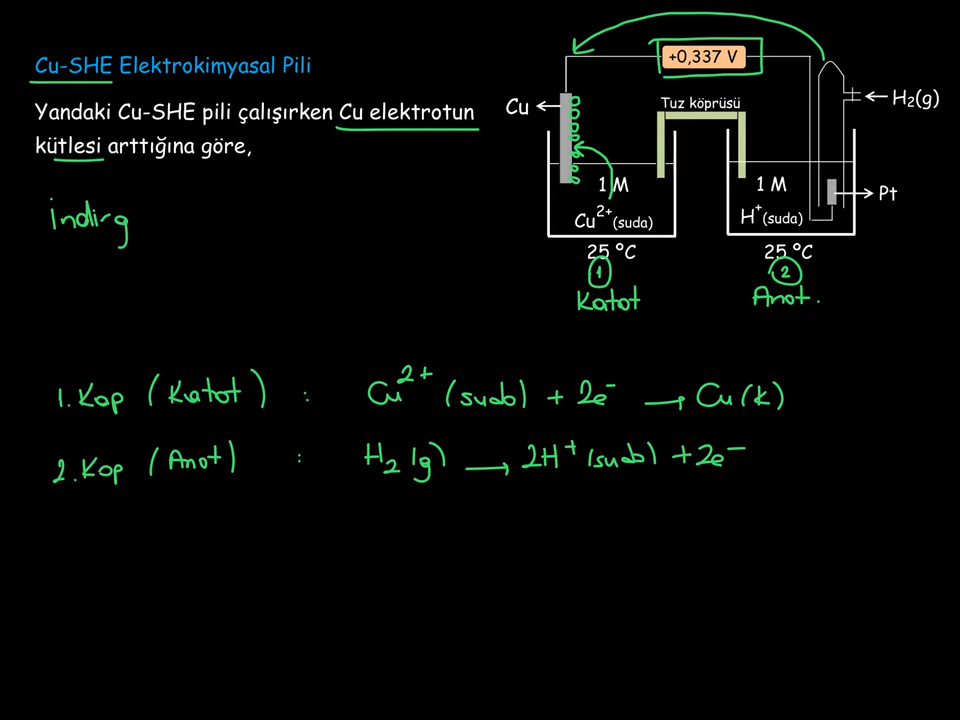 Cu-SHE Elektrokimyasal Pili
Yandaki Cu-SHE pili çalışırken Cu elektrotun
kütlesi arttığına göre,
İndirg
+0,337 V
Cu
Tuz köprüsü
H₂(g)
1 M
Cu²⁺(suda)
1 M
H⁺(suda)
Pt
25 °C
25 °C
1
2
Katot
Anot.
1. Kap (Katot) : Cu²⁺ (suda) + 2e⁻ → Cu(k)
2. Kap (Anot) : H₂(g) → 2H⁺(suda) + 2e⁻